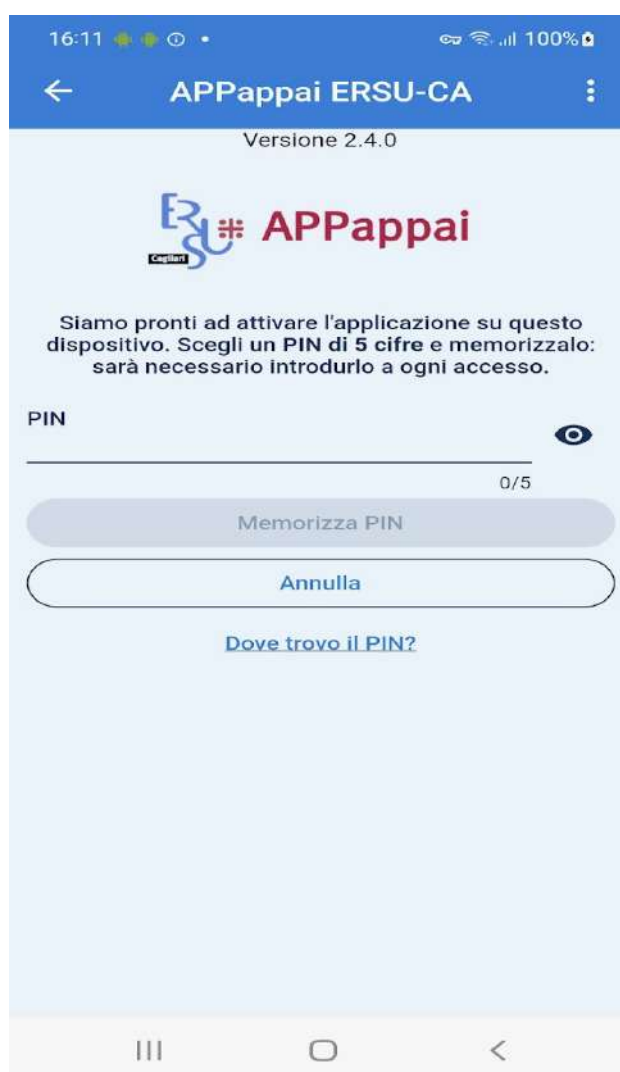 16:11 100%
APPappai ERSU-CA
Versione 2.4.0
ERSU Cagliari APPappai
Siamo pronti ad attivare l'applicazione su questo
dispositivo. Scegli un PIN di 5 cifre e memorizzalo:
sarà necessario introdurlo a ogni accesso.
PIN
0/5
Memorizza PIN
Annulla
Dove trovo il PIN?